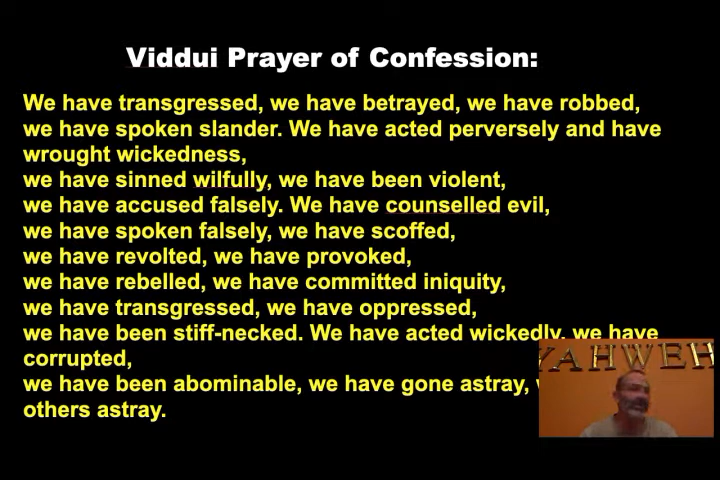 Viddui Prayer of Confession:
We have transgressed, we have betrayed, we have robbed,
we have spoken slander. We have acted perversely and have
wrought wickedness,
we have sinned wilfully, we have been violent,
we have accused falsely. We have counselled evil,
we have spoken falsely, we have scoffed,
we have revolted, we have provoked,
we have rebelled, we have committed iniquity,
we have transgressed, we have oppressed,
we have been stiff-necked. We have acted wickedly, we have
corrupted,
we have been abominable, we have gone astray,
others astray.
YAHWEH